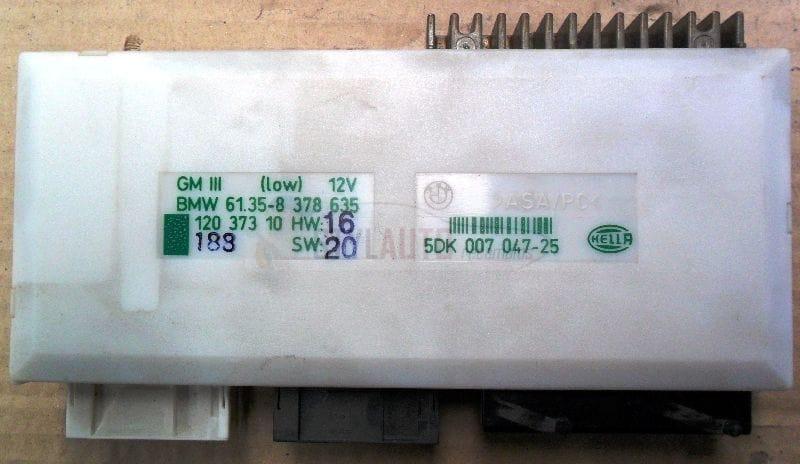 GM III (low) 12V
BMW 61.35-8 378 635
120 373 10 HW: 16
188 SW: 20
>ASA/PC<
5DK 007 047-25
HELLA